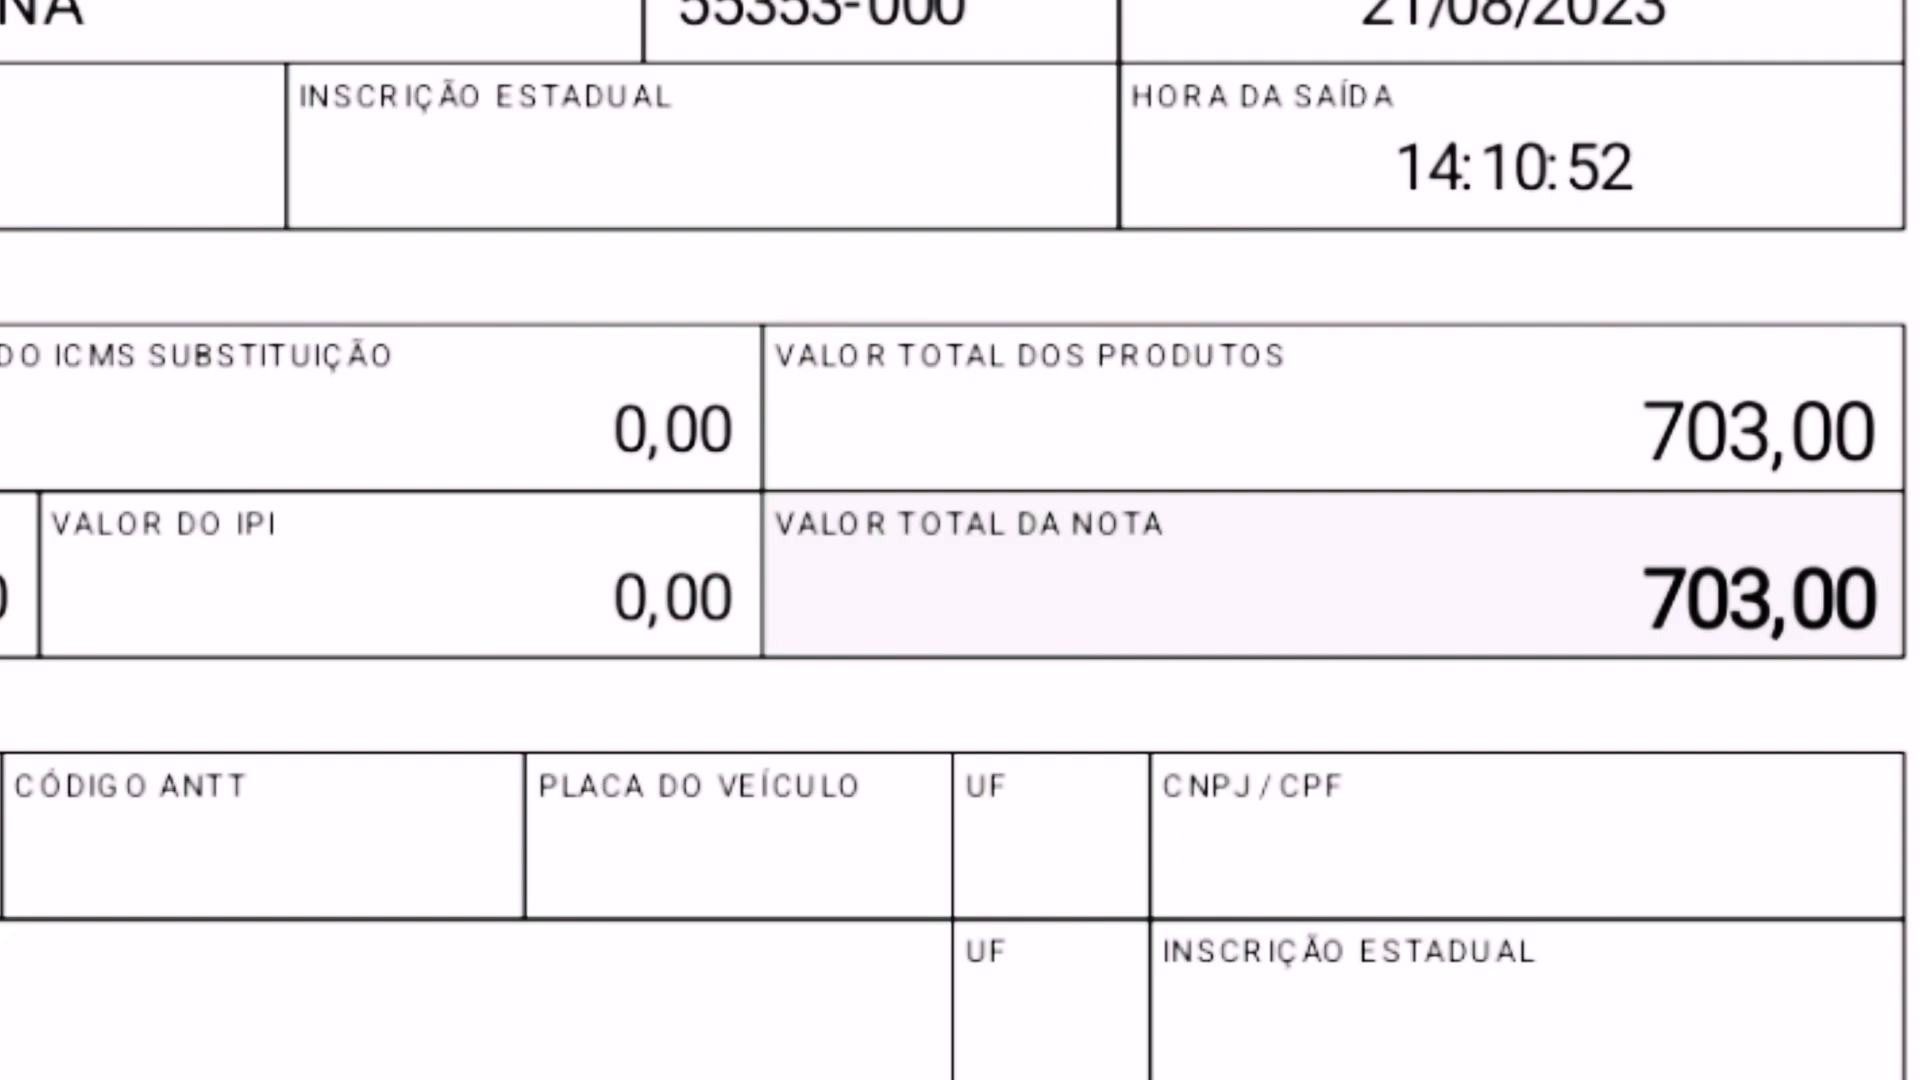 NA 55353-000 21/08/2023
INSCRIÇÃO ESTADUAL HORA DA SAÍDA
14:10:52
DO ICMS SUBSTITUIÇÃO VALOR TOTAL DOS PRODUTOS
0,00 703,00
VALOR DO IPI VALOR TOTAL DA NOTA
0 0,00 703,00
CÓDIGO ANTT PLACA DO VEÍCULO UF CNPJ/CPF
UF INSCRIÇÃO ESTADUAL